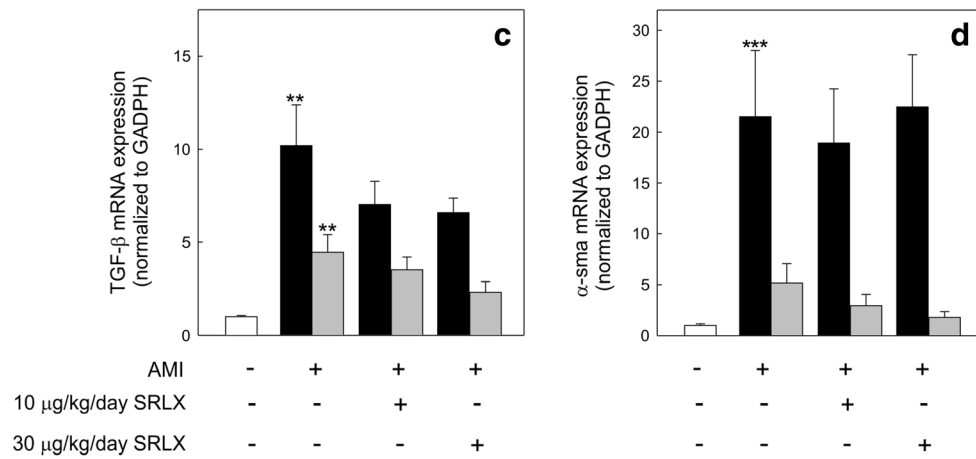 c
TGF-β mRNA expression
(normalized to GADPH)
15
10
5
0
**
**
d
α-sma mRNA expression
(normalized to GADPH)
30
25
20
15
10
5
0
***
AMI - + + + - + + +
10 μg/kg/day SRLX - - + - - - + -
30 μg/kg/day SRLX - - - + - - - +